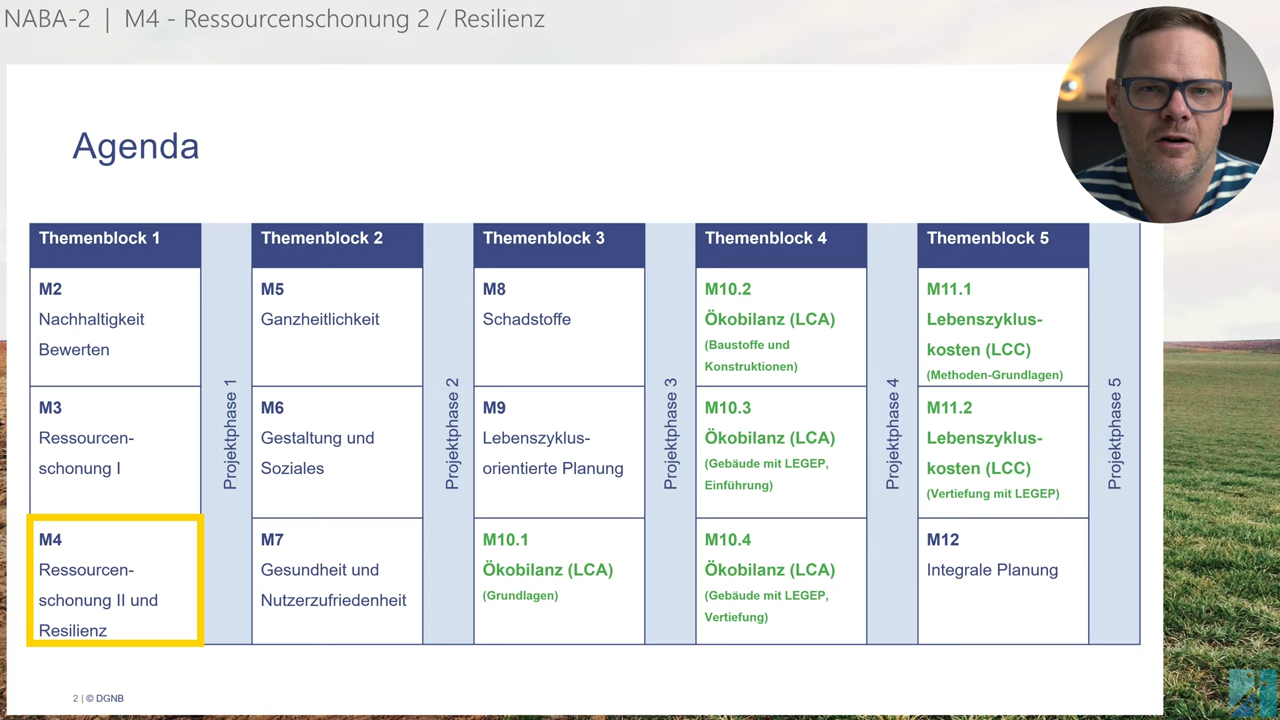 NABA-2 | M4 - Ressourcenschonung 2 / Resilienz
Agenda
Themenblock 1
M2
Nachhaltigkeit
Bewerten
M3
Ressourcen-
schonung I
M4
Ressourcen-
schonung II und
Resilienz
Projektphase 1
Themenblock 2
M5
Ganzheitlichkeit
M6
Gestaltung und
Soziales
M7
Gesundheit und
Nutzerzufriedenheit
Projektphase 2
Themenblock 3
M8
Schadstoffe
M9
Lebenszyklus-
orientierte Planung
M10.1
Ökobilanz (LCA)
(Grundlagen)
Projektphase 3
Themenblock 4
M10.2
Ökobilanz (LCA)
(Baustoffe und
Konstruktionen)
M10.3
Ökobilanz (LCA)
(Gebäude mit LEGEP,
Einführung)
M10.4
Ökobilanz (LCA)
(Gebäude mit LEGEP,
Vertiefung)
Projektphase 4
Themenblock 5
M11.1
Lebenszyklus-
kosten (LCC)
(Methoden-Grundlagen)
M11.2
Lebenszyklus-
kosten (LCC)
(Vertiefung mit LEGEP)
M12
Integrale Planung
Projektphase 5
2 | © DGNB